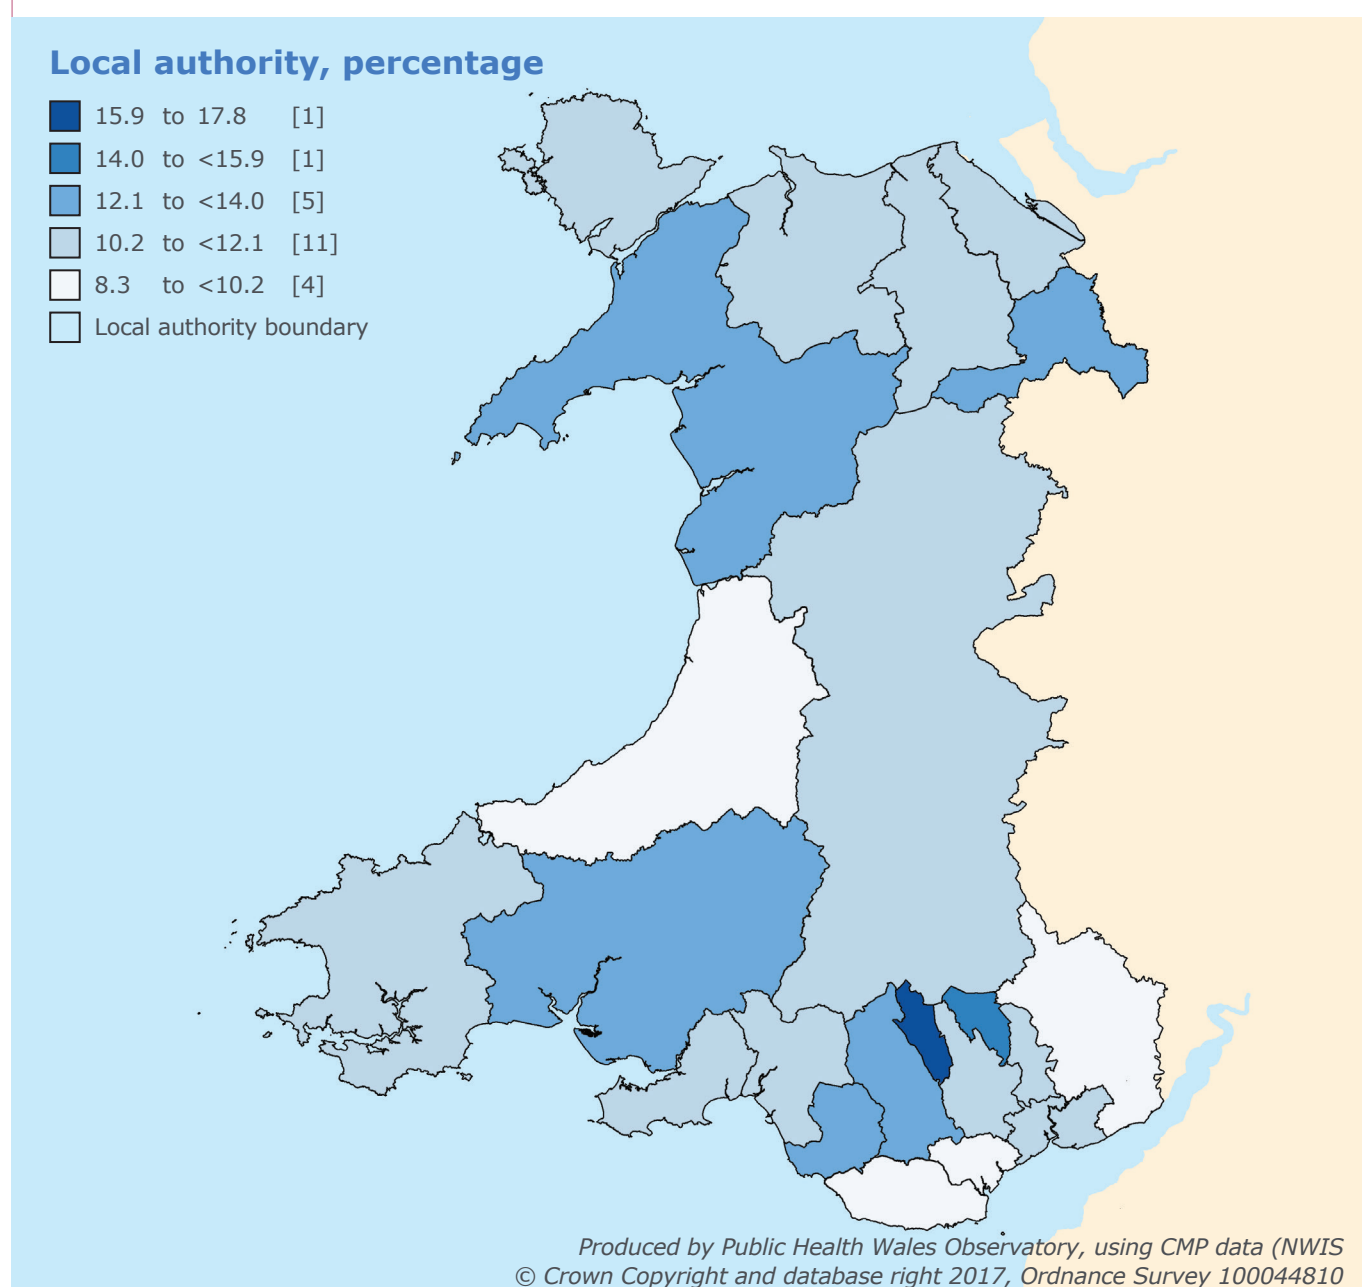 Local authority, percentage
15.9 to 17.8 [1]
14.0 to <15.9 [1]
12.1 to <14.0 [5]
10.2 to <12.1 [11]
8.3 to <10.2 [4]
Local authority boundary
Produced by Public Health Wales Observatory, using CMP data (NWIS
© Crown Copyright and database right 2017, Ordnance Survey 100044810